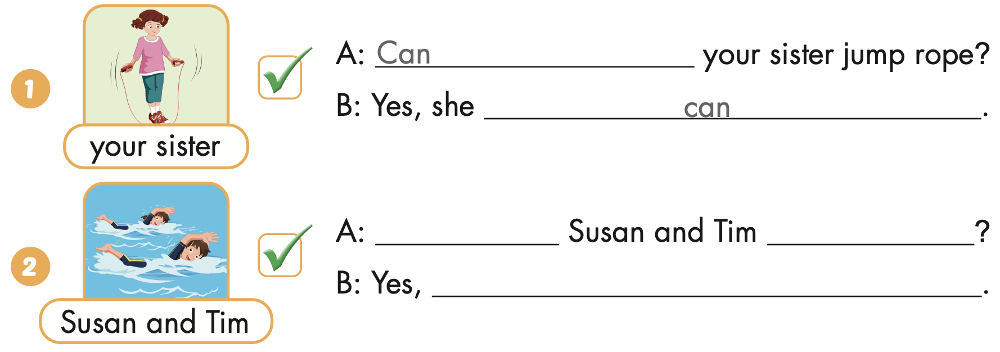 1
your sister
A: Can your sister jump rope?
B: Yes, she can.
2
Susan and Tim
A: Susan and Tim ?
B: Yes, .